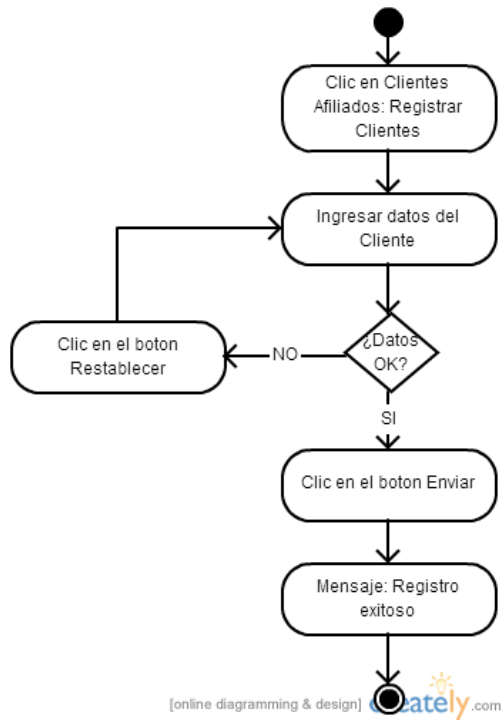 Clic en Clientes
Afiliados: Registrar
Clientes
Ingresar datos del
Cliente
¿Datos
OK?
NO
Clic en el boton
Restablecer
SI
Clic en el boton Enviar
Mensaje: Registro
exitoso
[online diagramming & design] creately.com